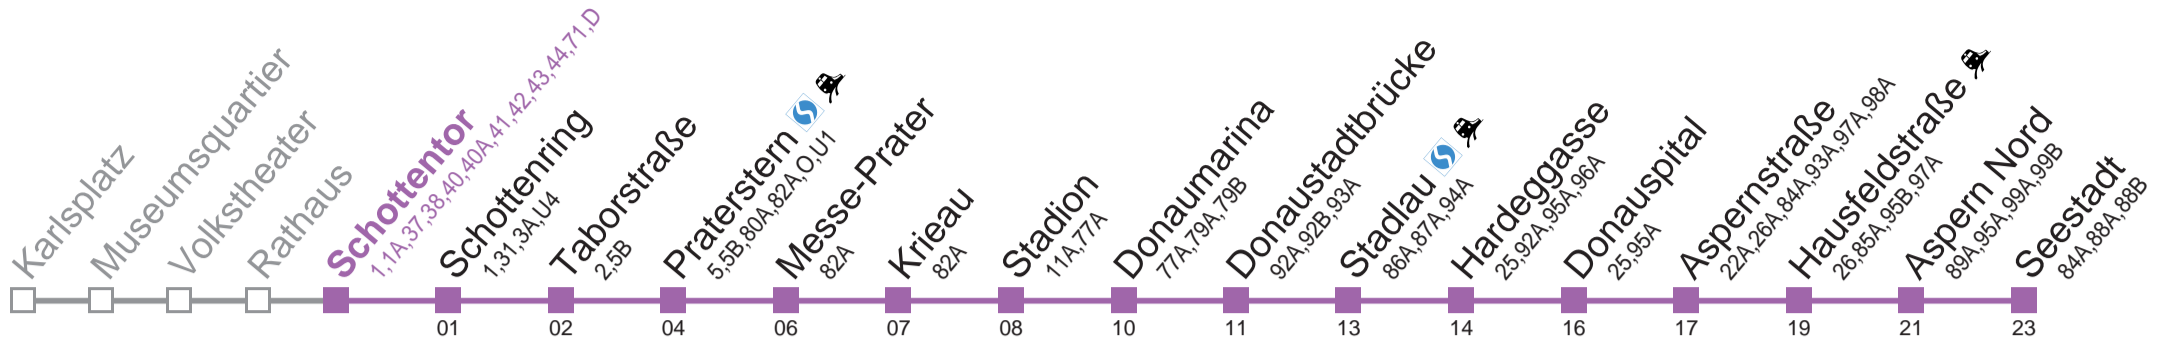 Karlsplatz
Museumsquartier
Volkstheater
Rathaus
Schottentor
1,1A,37,38,40,40A,41,42,43,44,71,D
Schottenring
1,31,3A,U4
01
Taborstraße
2,5B
02
Praterstern
5,5B,80A,82A,O,U1
04
Messe-Prater
82A
06
Krieau
82A
07
Stadion
11A,77A
08
Donaumarina
77A,79A,79B
10
Donaustadtbrücke
92A,92B,93A
11
Stadlau
86A,87A,94A
13
Hardeggasse
25,92A,95A,96A
14
Donauspital
25,95A
16
Aspernstraße
22A,26A,84A,93A,97A,98A
17
Hausfeldstraße
26,85A,95B,97A
19
Aspern Nord
89A,95A,99A,99B
21
Seestadt
84A,88A,88B
23